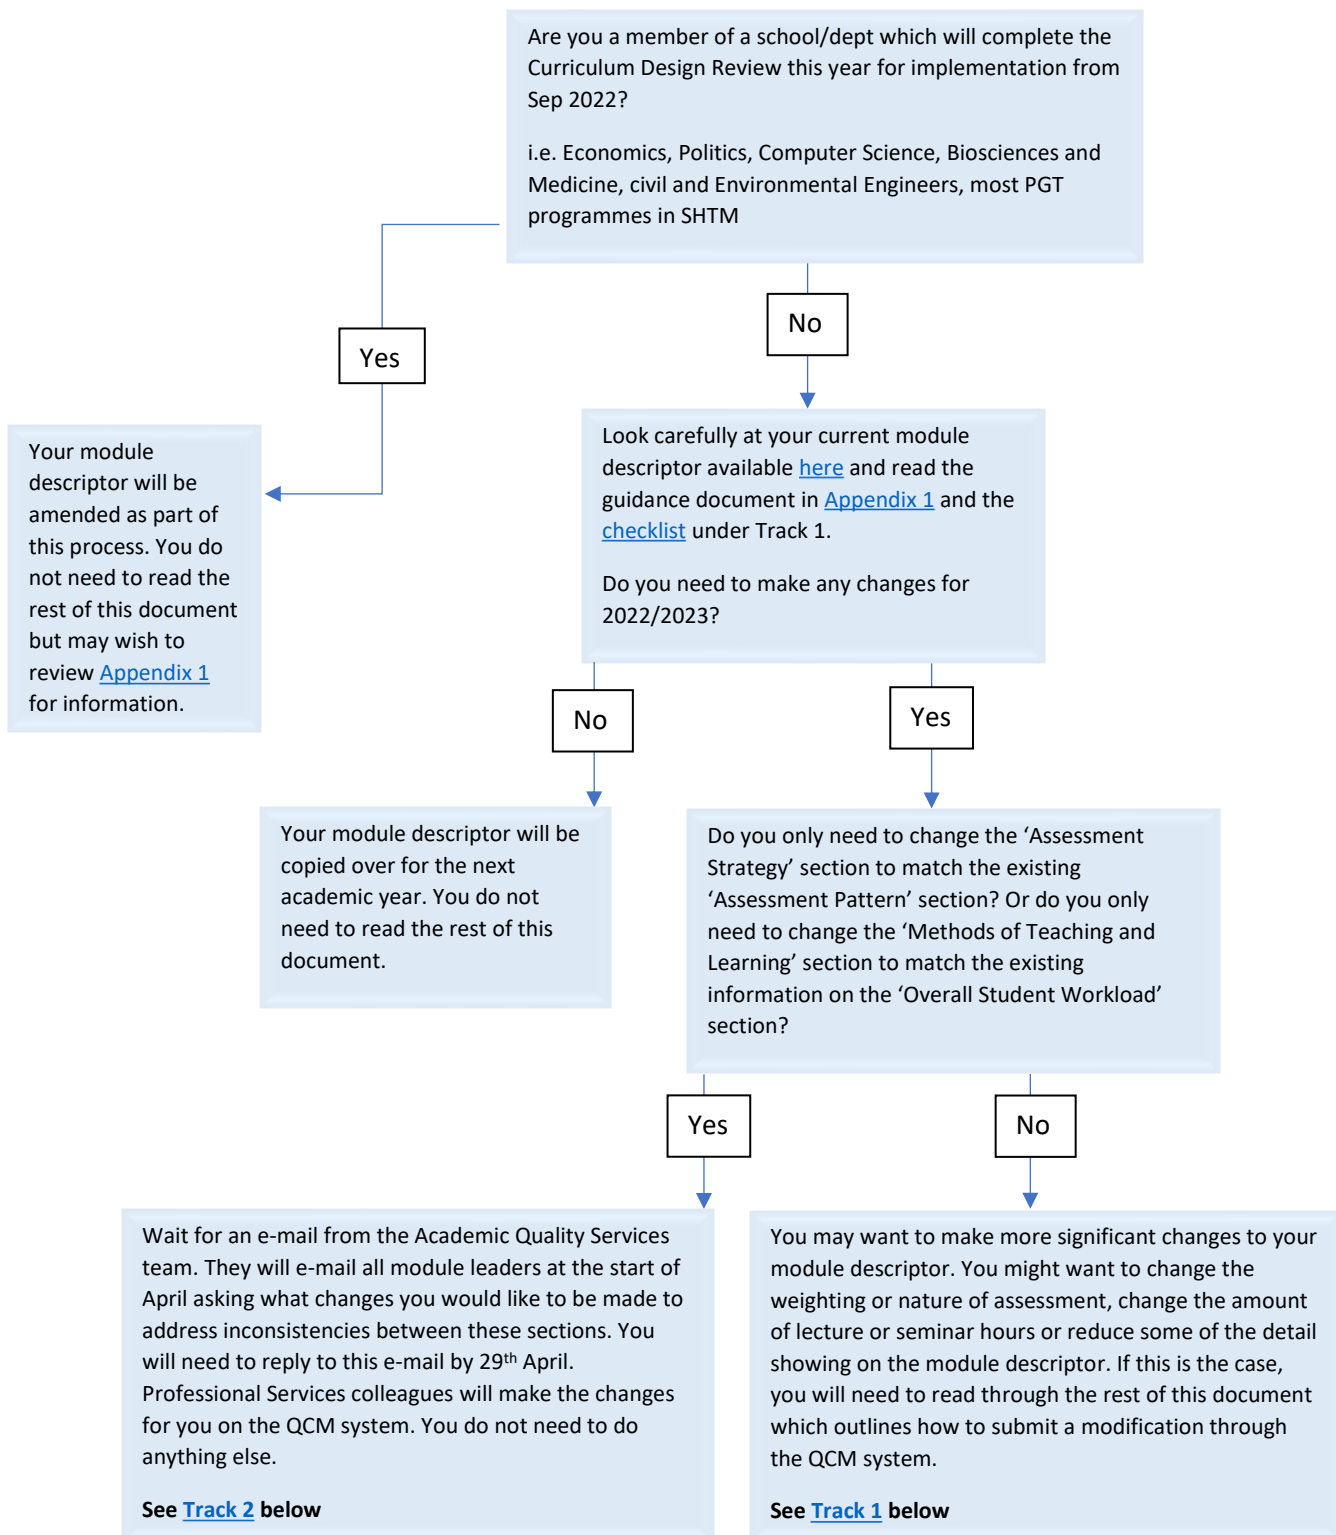 Are you a member of a school/dept which will complete the
Curriculum Design Review this year for implementation from
Sep 2022?
i.e. Economics, Politics, Computer Science, Biosciences and
Medicine, civil and Environmental Engineers, most PGT
programmes in SHTM
No
Yes
Your module
descriptor will be
amended as part of
this process. You do
not need to read the
rest of this document
but may wish to
review Appendix 1
for information.
Look carefully at your current module
descriptor available here and read the
guidance document in Appendix 1 and the
checklist under Track 1.
Do you need to make any changes for
2022/2023?
No
Yes
Your module descriptor will be
copied over for the next
academic year. You do not
need to read the rest of this
document.
Do you only need to change the ‘Assessment
Strategy’ section to match the existing
‘Assessment Pattern’ section? Or do you only
need to change the ‘Methods of Teaching and
Learning’ section to match the existing
information on the ‘Overall Student Workload’
section?
Yes
No
Wait for an e-mail from the Academic Quality Services
team. They will e-mail all module leaders at the start of
April asking what changes you would like to be made to
address inconsistencies between these sections. You
will need to reply to this e-mail by 29th April.
Professional Services colleagues will make the changes
for you on the QCM system. You do not need to do
anything else.
See Track 2 below
You may want to make more significant changes to your
module descriptor. You might want to change the
weighting or nature of assessment, change the amount
of lecture or seminar hours or reduce some of the detail
showing on the module descriptor. If this is the case,
you will need to read through the rest of this document
which outlines how to submit a modification through
the QCM system.
See Track 1 below